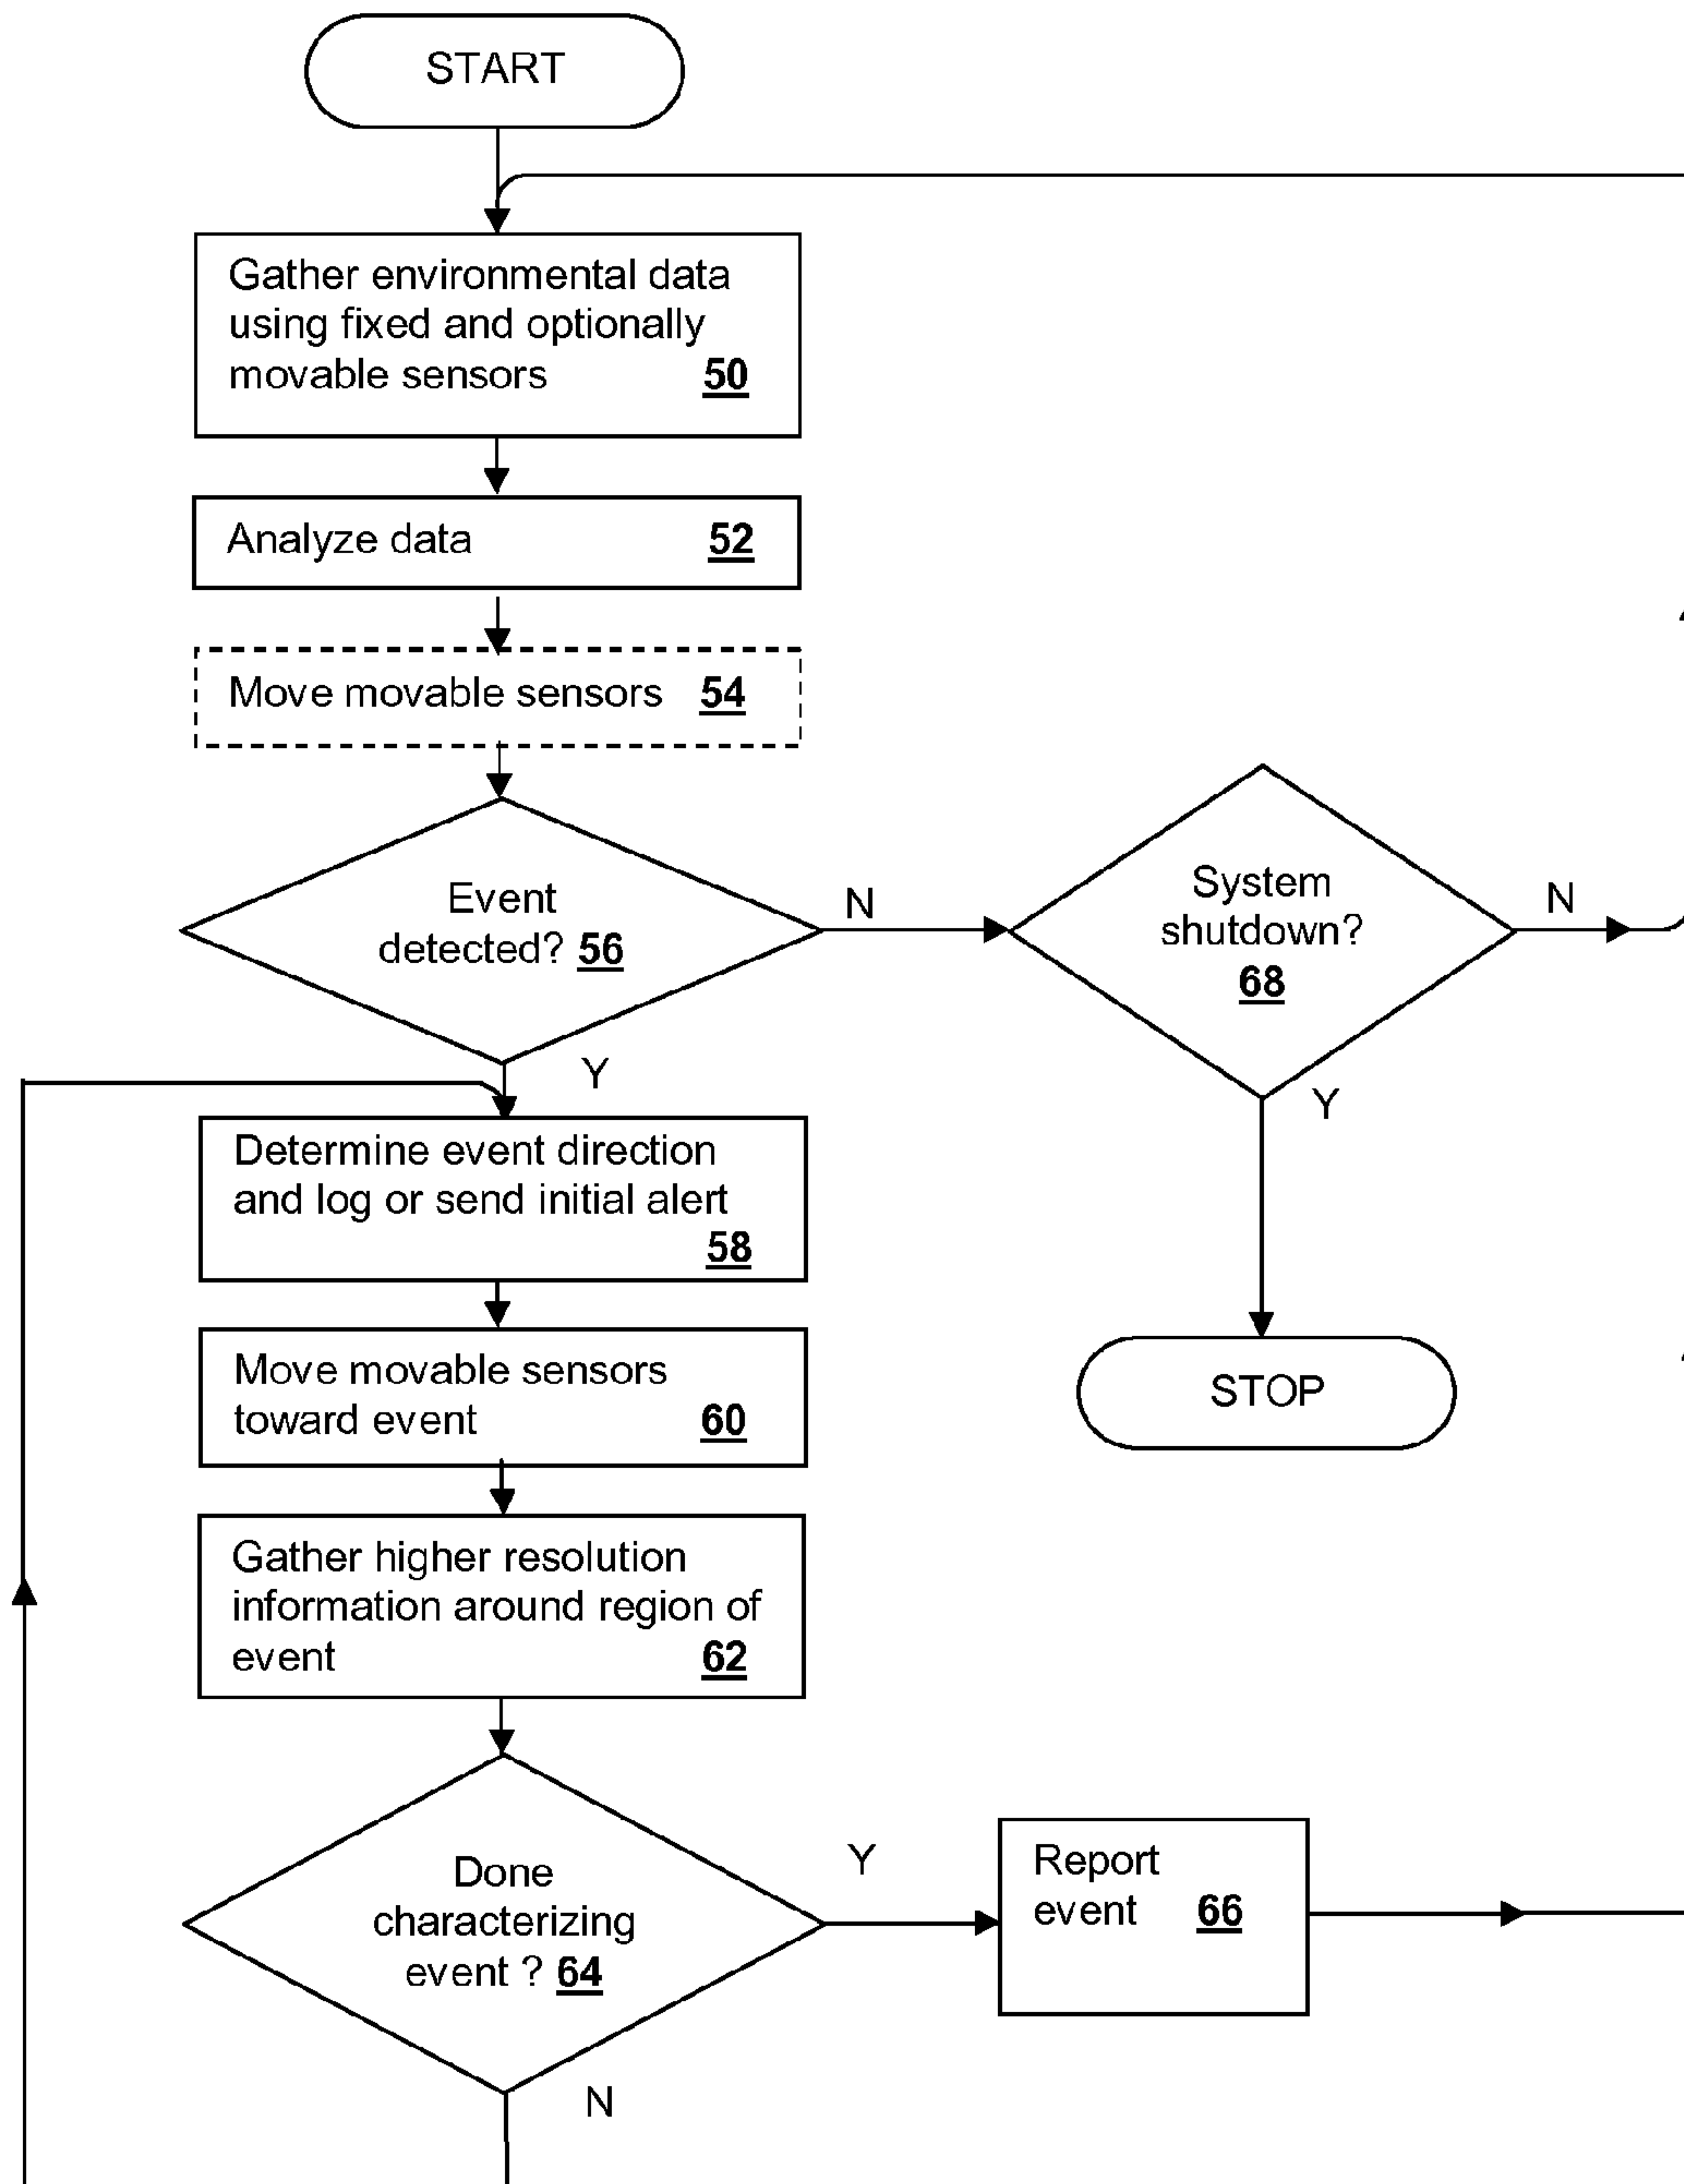 START
Gather environmental data
using fixed and optionally
movable sensors 50
Analyze data 52
Move movable sensors 54
Event
detected? 56
N
System
shutdown?
68
N
Y
Y
Determine event direction
and log or send initial alert
58
Move movable sensors
toward event 60
STOP
Gather higher resolution
information around region of
event 62
Done
characterizing
event ? 64
Y
Report
event 66
N